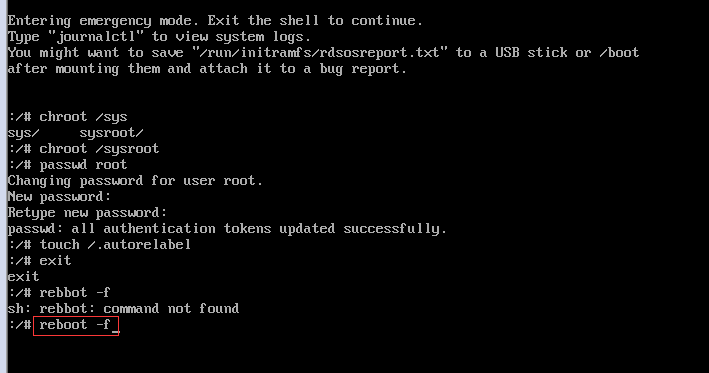 Entering emergency mode. Exit the shell to continue.
Type "journalctl" to view system logs.
You might want to save "/run/initramfs/rdsosreport.txt" to a USB stick or /boot
after mounting them and attach it to a bug report.
:/# chroot /sys
sys/     sysroot/
:/# chroot /sysroot
:/# passwd root
Changing password for user root.
New password:
Retype new password:
passwd: all authentication tokens updated successfully.
:/# touch /.autorelabel
:/# exit
exit
:/# rebbot -f
sh: rebbot: command not found
:/# reboot -f_